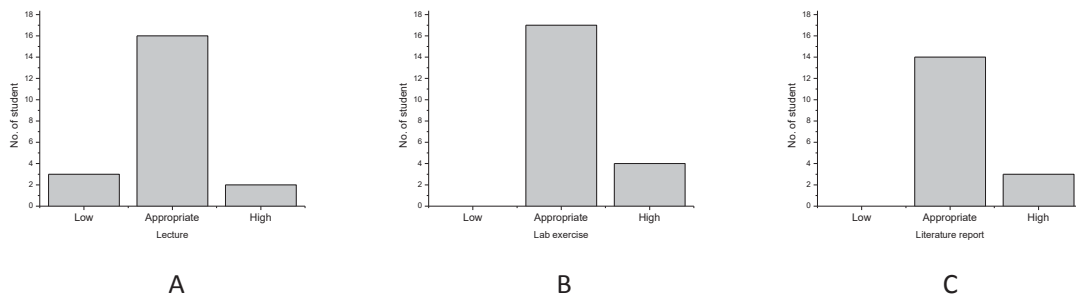 No. of student
18
16
14
12
10
8
6
4
2
0
Low Appropriate High
Lecture
A
No. of student
18
16
14
12
10
8
6
4
2
0
Low Appropriate High
Lab exercise
B
No. of student
18
16
14
12
10
8
6
4
2
0
Low Appropriate High
Literature report
C